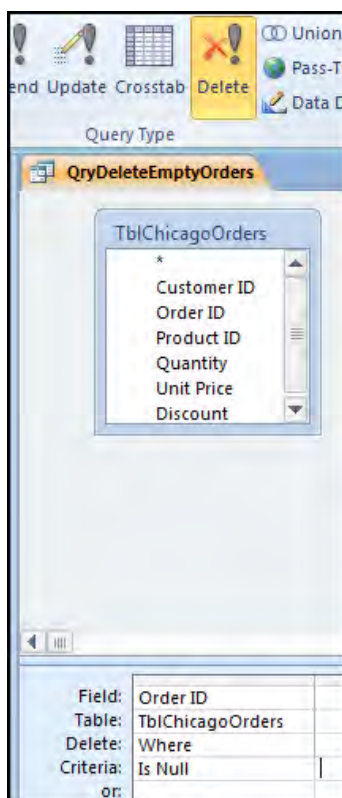 Union
end Update Crosstab Delete
Pass-T
Data D
Query Type
QryDeleteEmptyOrders
TblChicagoOrders
*
Customer ID
Order ID
Product ID
Quantity
Unit Price
Discount
Field: Order ID
Table: TblChicagoOrders
Delete: Where
Criteria: Is Null
or: